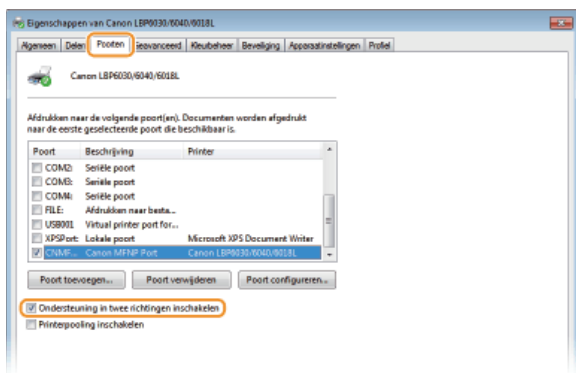 Eigenschappen van Canon LBP6030/6040/6018L
Algemeen Delen Poorten Geavanceerd Kleurbeheer Beveiliging Apparaatinstellingen Profiel
Canon LBP6030/6040/6018L
Afdrukken naar de volgende poort(en). Documenten worden afgedrukt
naar de eerste geselecteerde poort die beschikbaar is.
Poort Beschrijving Printer
COM2: Seriële poort
COM3: Seriële poort
COM4: Seriële poort
FILE: Afdrukken naar besta...
USB001 Virtual printer port for...
XPSPort: Lokale poort Microsoft XPS Document Writer
CNMF... Canon MFNP Port Canon LBP6030/6040/6018L
Poort toevoegen... Poort verwijderen Poort configureren...
Ondersteuning in twee richtingen inschakelen
Printerpooling inschakelen